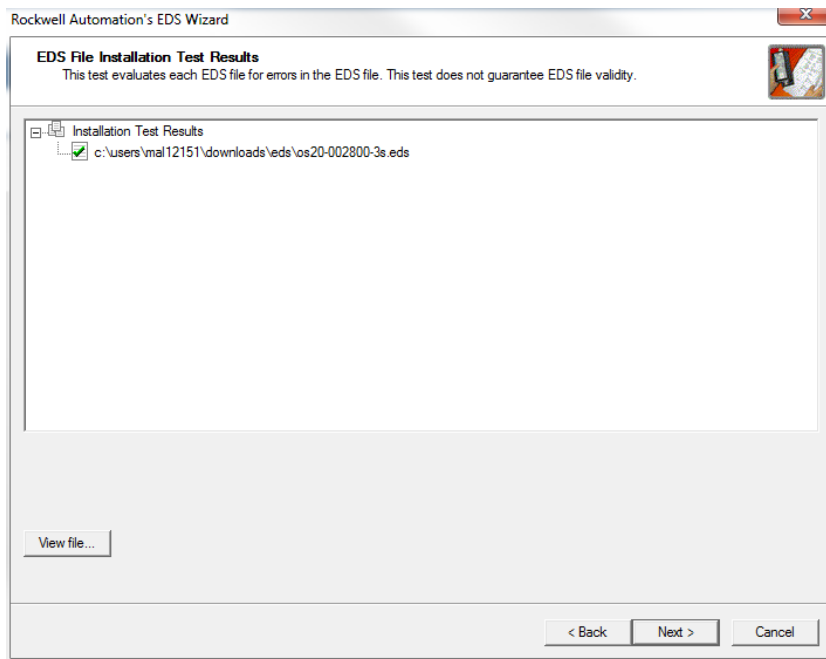 Rockwell Automation's EDS Wizard
EDS File Installation Test Results
This test evaluates each EDS file for errors in the EDS file. This test does not guarantee EDS file validity.
Installation Test Results
c:\users\mal12151\downloads\eds\os20-002800-3s.eds
View file...
< Back
Next >
Cancel